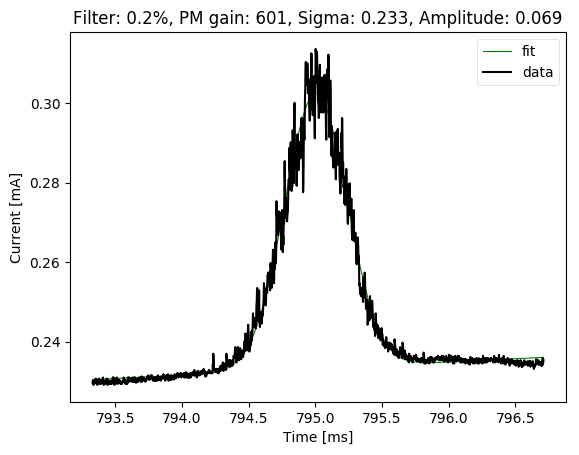 Filter: 0.2%, PM gain: 601, Sigma: 0.233, Amplitude: 0.069
fit
data
Current [mA]
0.30
0.28
0.26
0.24
793.5 794.0 794.5 795.0 795.5 796.0 796.5
Time [ms]